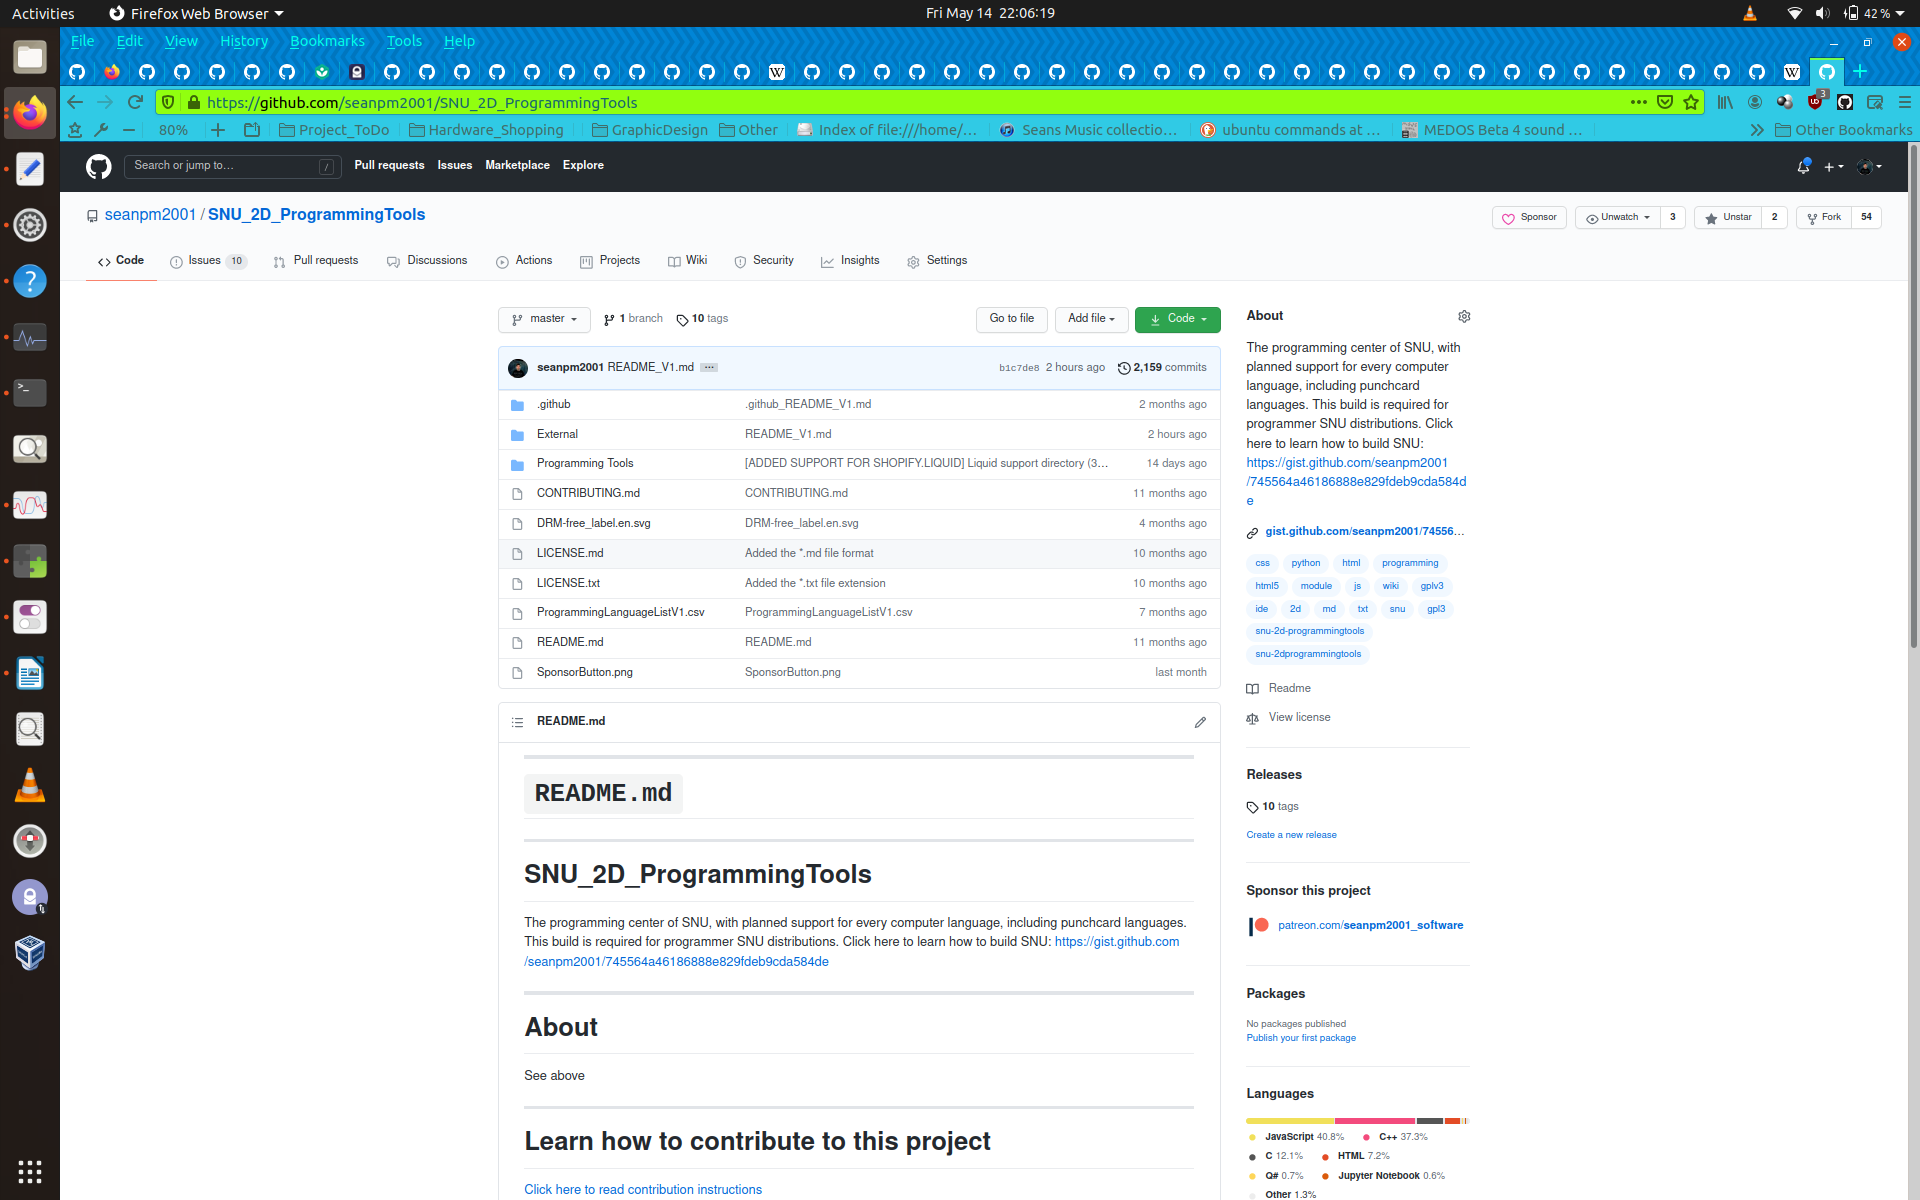 Activities Firefox Web Browser Fri May 14 22:06:19 42 %
File Edit View History Bookmarks Tools Help
https://github.com/seanpm2001/SNU_2D_ProgrammingTools 3
80% Project_ToDo Hardware_Shopping GraphicDesign Other Index of file:///home/... Seans Music collectio... ubuntu commands at ... MEDOS Beta 4 sound ... Other Bookmarks
Search or jump to... / Pull requests Issues Marketplace Explore
seanpm2001 / SNU_2D_ProgrammingTools Sponsor Unwatch 3 Unstar 2 Fork 54
Code Issues 10 Pull requests Discussions Actions Projects Wiki Security Insights Settings
master 1 branch 10 tags Go to file Add file Code
seanpm2001 README_V1.md ... b1c7de8 2 hours ago 2,159 commits
.github .github_README_V1.md 2 months ago
External README_V1.md 2 hours ago
Programming Tools [ADDED SUPPORT FOR SHOPIFY.LIQUID] Liquid support directory (3... 14 days ago
CONTRIBUTING.md CONTRIBUTING.md 11 months ago
DRM-free_label.en.svg DRM-free_label.en.svg 4 months ago
LICENSE.md Added the *.md file format 10 months ago
LICENSE.txt Added the *.txt file extension 10 months ago
ProgrammingLanguageListV1.csv ProgrammingLanguageListV1.csv 7 months ago
README.md README.md 11 months ago
SponsorButton.png SponsorButton.png last month
README.md
README.md
SNU_2D_ProgrammingTools
The programming center of SNU, with planned support for every computer language, including punchcard languages.
This build is required for programmer SNU distributions. Click here to learn how to build SNU: https://gist.github.com
/seanpm2001/745564a46186888e829fdeb9cda584de
About
See above
Learn how to contribute to this project
Click here to read contribution instructions
About
The programming center of SNU, with
planned support for every computer
language, including punchcard
languages. This build is required for
programmer SNU distributions. Click
here to learn how to build SNU:
https://gist.github.com/seanpm2001
/745564a46186888e829fdeb9cda584d
e
gist.github.com/seanpm2001/74556...
css python html programming
html5 module js wiki gplv3
ide 2d md txt snu gpl3
snu-2d-programmingtools
snu-2dprogrammingtools
Readme
View license
Releases
10 tags
Create a new release
Sponsor this project
patreon.com/seanpm2001_software
Packages
No packages published
Publish your first package
Languages
JavaScript 40.8% C++ 37.3%
C 12.1% HTML 7.2%
Q# 0.7% Jupyter Notebook 0.6%
Other 1.3%